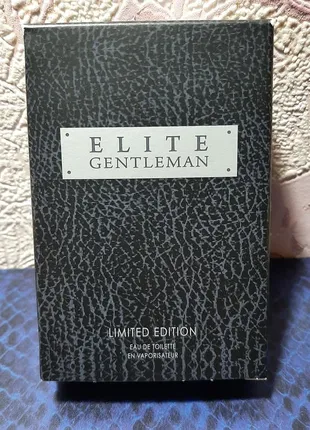 ELITE
GENTLEMAN
LIMITED EDITION
EAU DE TOILETTE
EN VAPORISATEUR